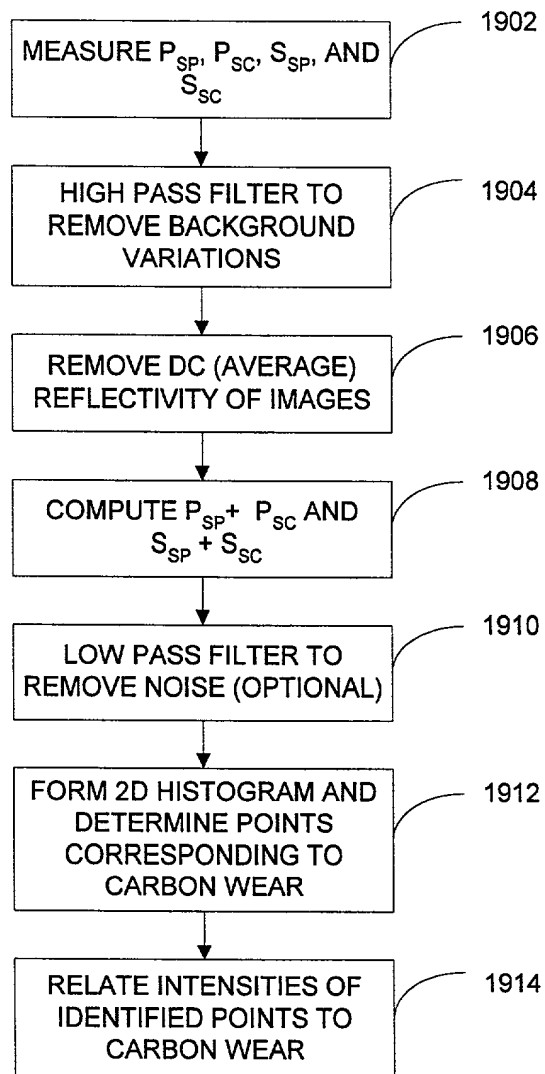 1902
MEASURE P_SP, P_SC, S_SP, AND
S_SC
1904
HIGH PASS FILTER TO
REMOVE BACKGROUND
VARIATIONS
1906
REMOVE DC (AVERAGE)
REFLECTIVITY OF IMAGES
1908
COMPUTE P_SP+ P_SC AND
S_SP + S_SC
1910
LOW PASS FILTER TO
REMOVE NOISE (OPTIONAL)
1912
FORM 2D HISTOGRAM AND
DETERMINE POINTS
CORRESPONDING TO
CARBON WEAR
1914
RELATE INTENSITIES OF
IDENTIFIED POINTS TO
CARBON WEAR